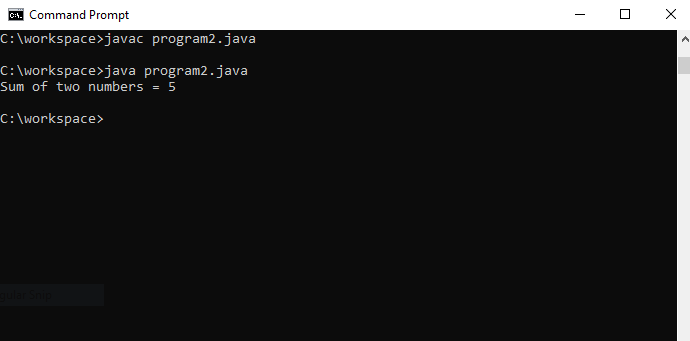 Command Prompt
C:\workspace>javac program2.java
C:\workspace>java program2.java
Sum of two numbers = 5
C:\workspace>